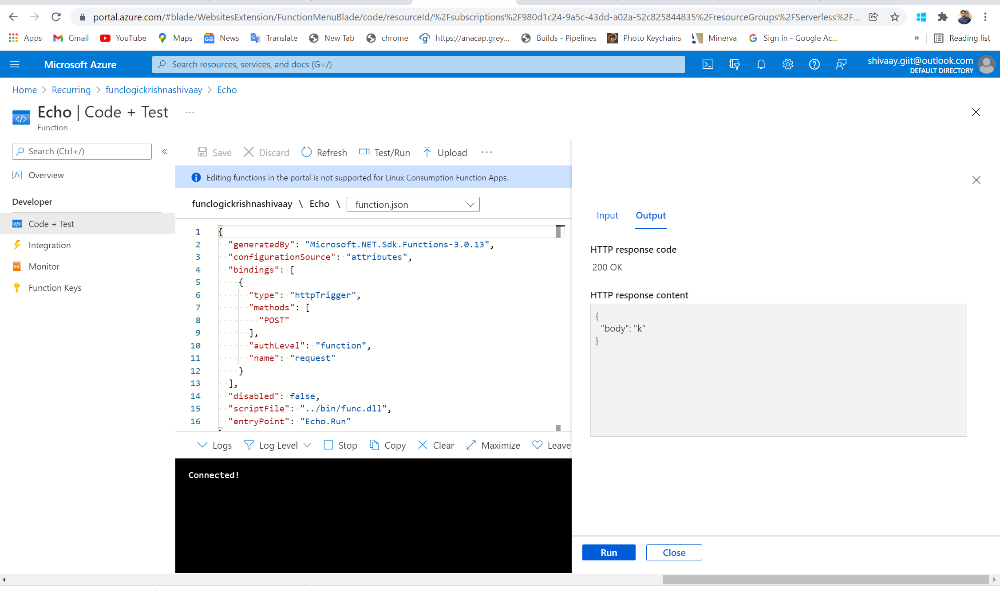 portal.azure.com/#blade/WebsitesExtension/FunctionMenuBlade/code/resourceId/%2Fsubscriptions%2F980d1c24-9a5c-43dd-a02a-52c825844835%2FresourceGroups%2FServerless%2F...
Apps Gmail YouTube Maps News Translate New Tab chrome https://anacap.grey... Builds - Pipelines Photo Keychains Minerva Sign in - Google Ac... » Reading list
Microsoft Azure Search resources, services, and docs (G+/) shivaay.giit@outlook.com
DEFAULT DIRECTORY
Home > Recurring > funclogickrishnashivaay > Echo
Echo | Code + Test ...
Function
Search (Ctrl+/) «
Overview
Developer
Code + Test
Integration
Monitor
Function Keys
Save Discard Refresh Test/Run Upload ...
Editing functions in the portal is not supported for Linux Consumption Function Apps.
funclogickrishnashivaay \ Echo \ function.json
1 {
2 "generatedBy": "Microsoft.NET.Sdk.Functions-3.0.13",
3 "configurationSource": "attributes",
4 "bindings": [
5 {
6 "type": "httpTrigger",
7 "methods": [
8 "POST"
9 ],
10 "authLevel": "function",
11 "name": "request"
12 }
13 ],
14 "disabled": false,
15 "scriptFile": "../bin/func.dll",
16 "entryPoint": "Echo.Run"
Logs Log Level Stop Copy Clear Maximize Leave
Connected!
Input Output
HTTP response code
200 OK
HTTP response content
{
"body": "k"
}
Run Close